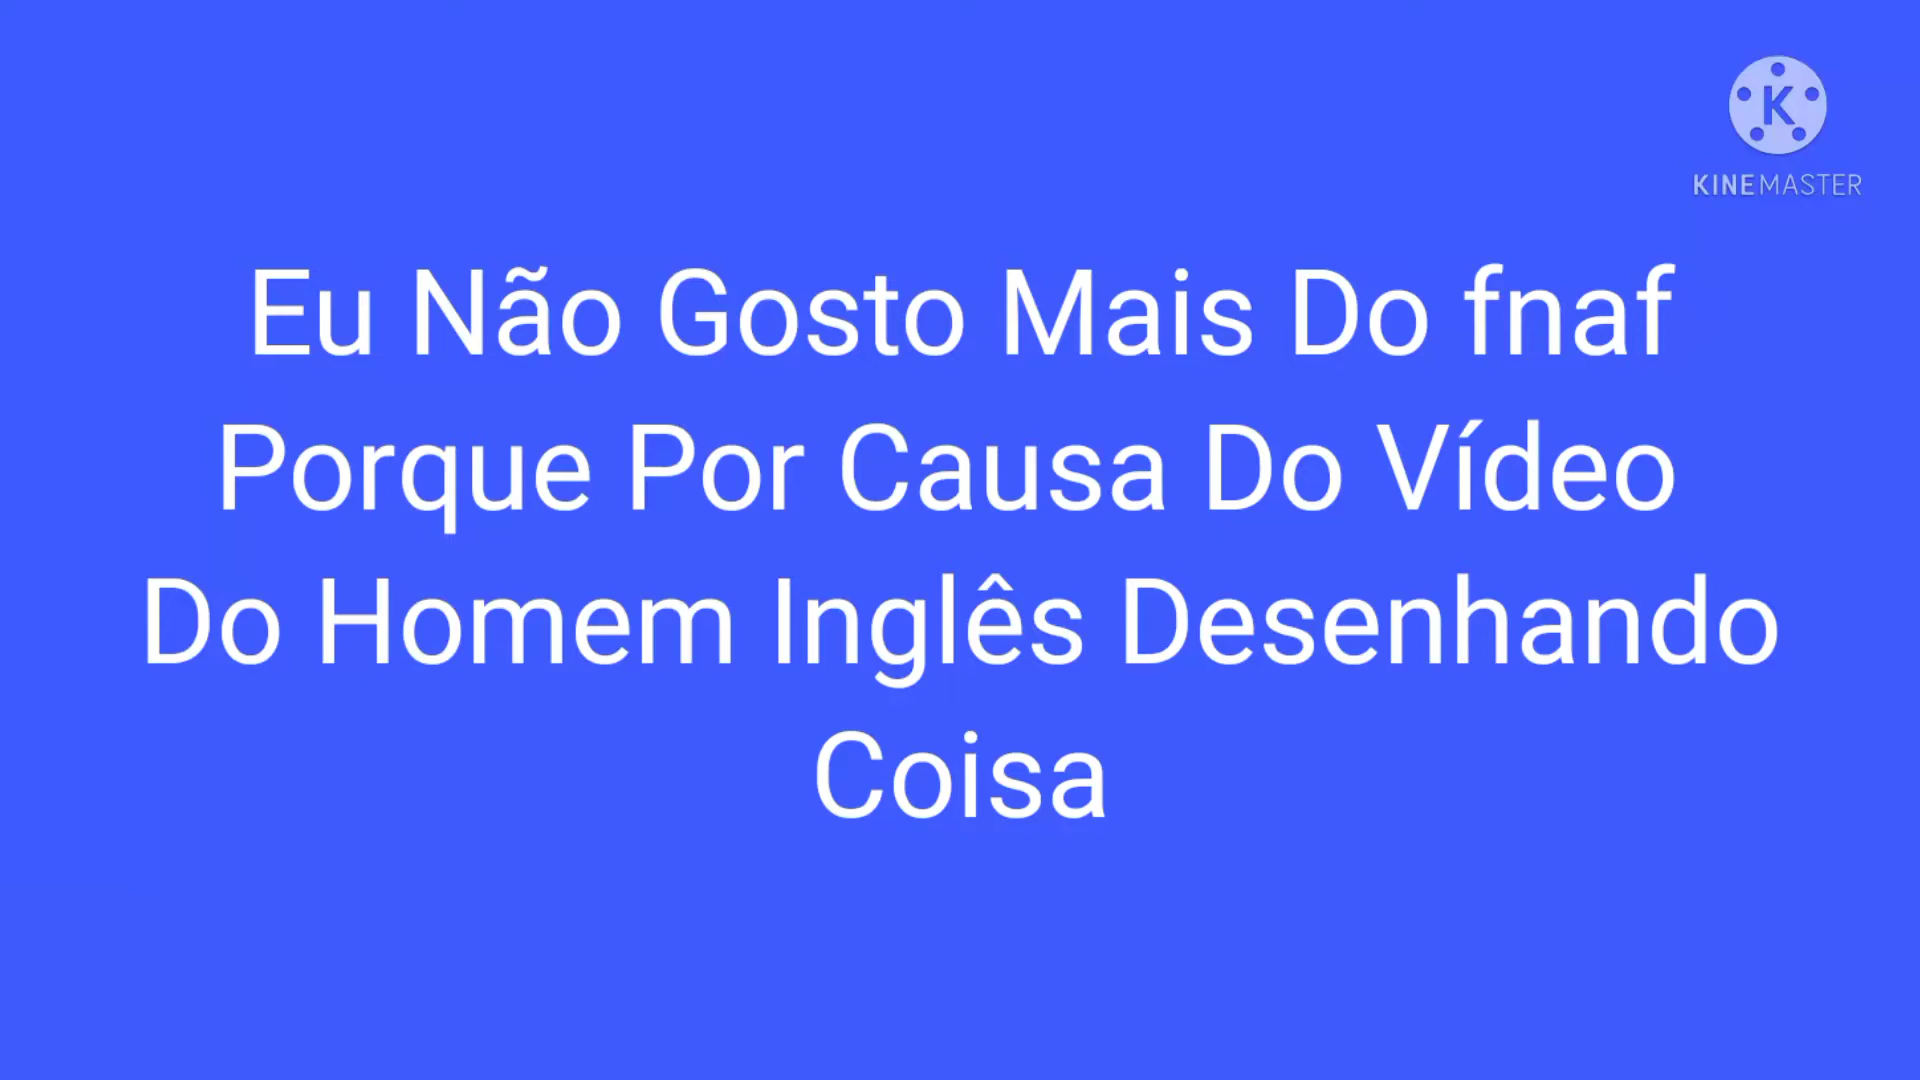 KINEMASTER
Eu Não Gosto Mais Do fnaf
Porque Por Causa Do Vídeo
Do Homem Inglês Desenhando
Coisa